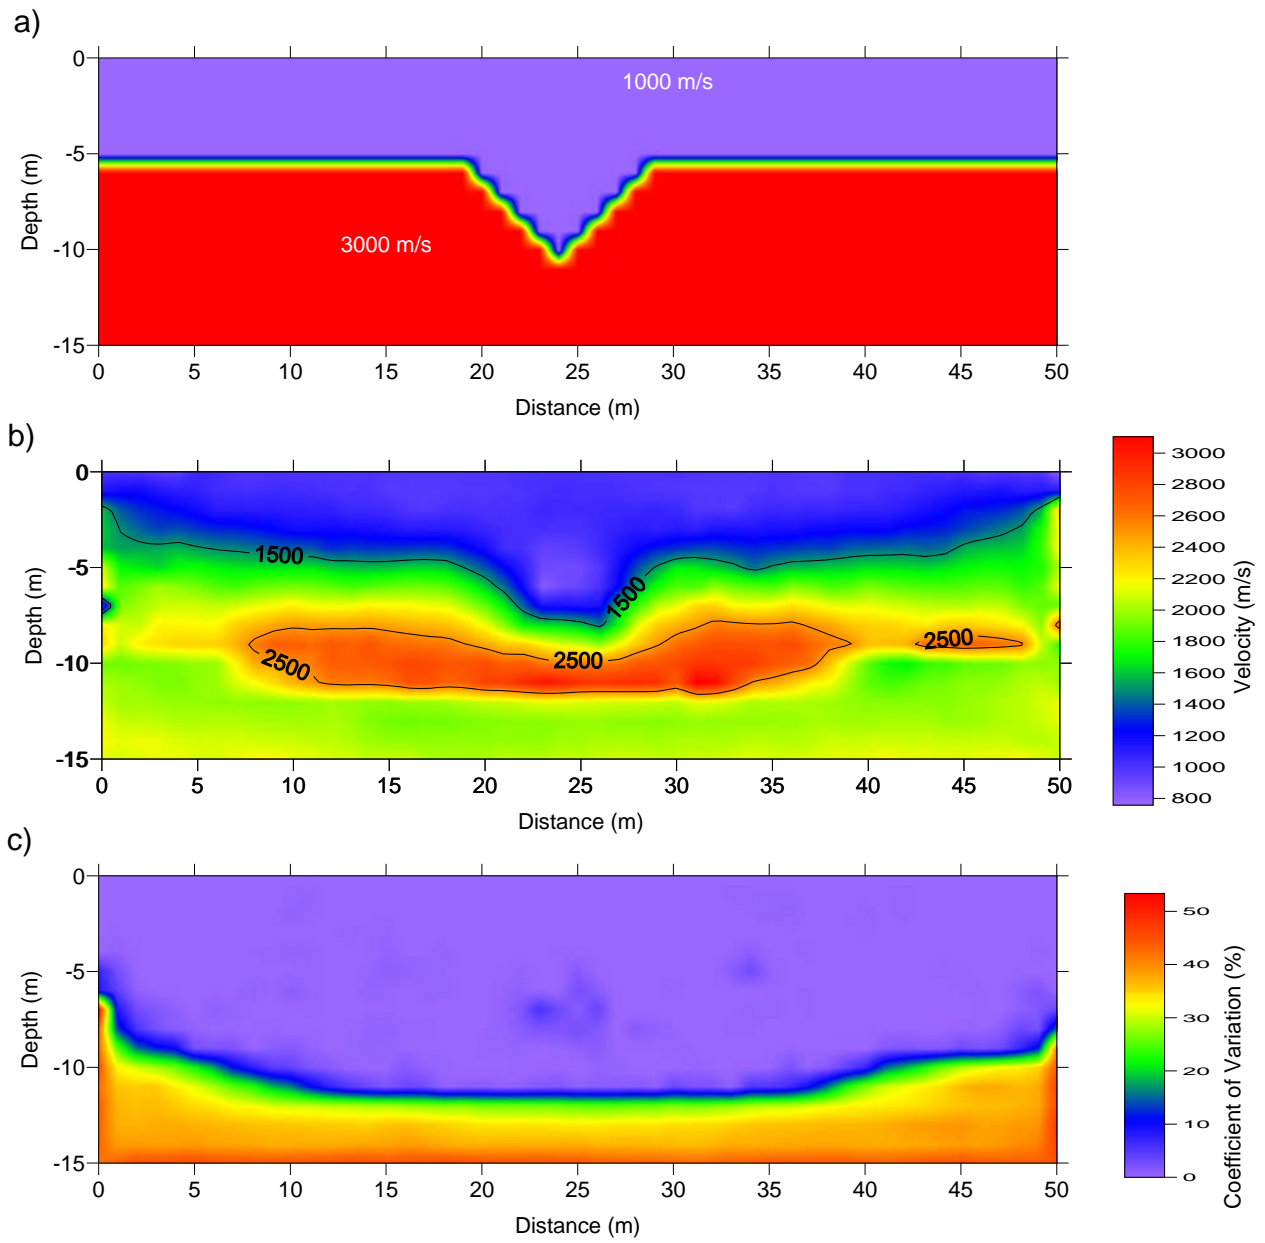 a)
0
1000 m/s
-5
Depth (m)
3000 m/s
-10
-15
0 5 10 15 20 25 30 35 40 45 50
Distance (m)
b)
0
1500
-5
1500
Depth (m)
2500
2500
2500
-10
-15
0 5 10 15 20 25 30 35 40 45 50
Distance (m)
3000
2800
2600
2400
2200
2000
1800
1600
1400
1200
1000
800
Velocity (m/s)
c)
0
-5
Depth (m)
-10
-15
0 5 10 15 20 25 30 35 40 45 50
Distance (m)
50
40
30
20
10
0
Coefficient of Variation (%)